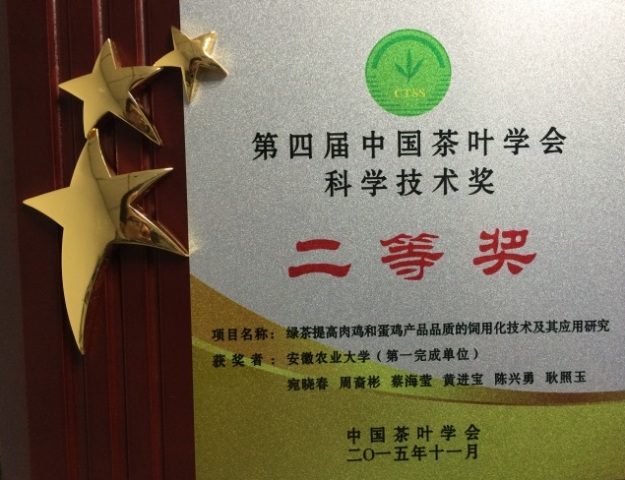 CTSS
第四届中国茶叶学会
科学技术奖
二等奖
项目名称：绿茶提高肉鸡和蛋鸡产品品质的饲用化技术及其应用研究
获奖者：安徽农业大学（第一完成单位）
宛晓春 周裔彬 蔡海莹 黄进宝 陈兴勇 耿照玉
中国茶叶学会
二〇一五年十一月